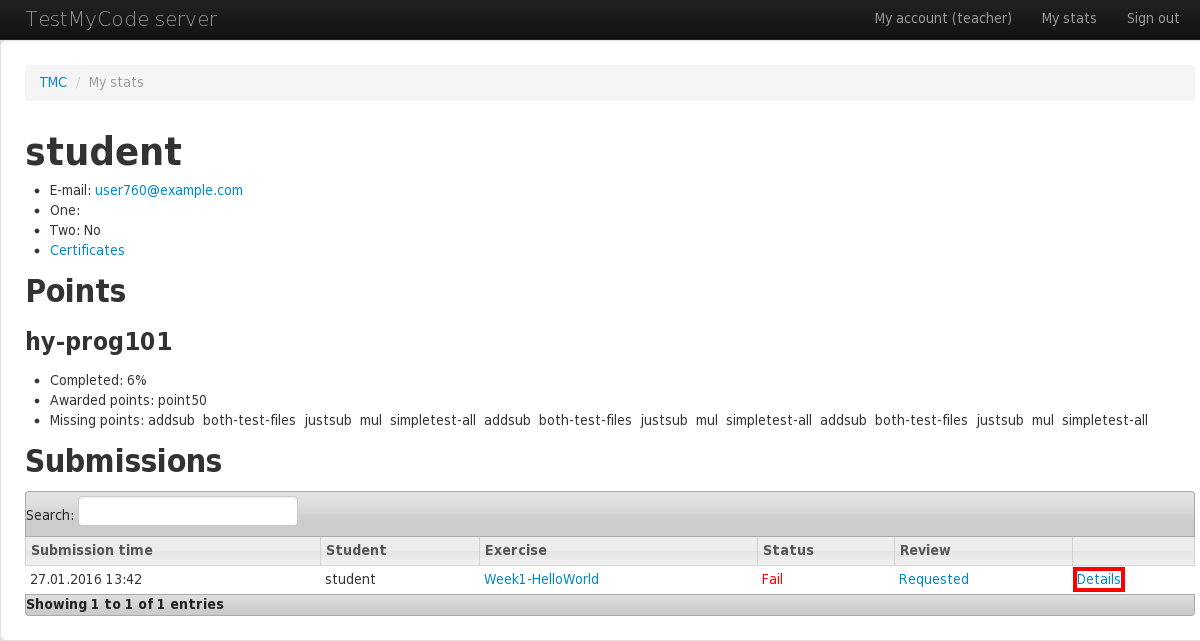 TestMyCode server My account (teacher) My stats Sign out
TMC / My stats
student
E-mail: user760@example.com
One:
Two: No
Certificates
Points
hy-prog101
Completed: 6%
Awarded points: point50
Missing points: addsub both-test-files justsub mul simpletest-all addsub both-test-files justsub mul simpletest-all addsub both-test-files justsub mul simpletest-all
Submissions
Search:
Submission time Student Exercise Status Review
27.01.2016 13:42 student Week1-HelloWorld Fail Requested Details
Showing 1 to 1 of 1 entries